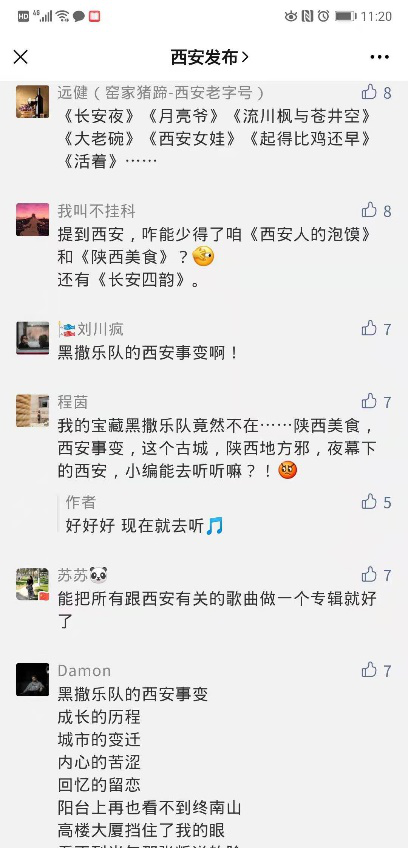 HD 4G 11:20
西安发布
远健（窑家猪蹄-西安老字号） 8
《长安夜》《月亮爷》《流川枫与苍井空》
《大老碗》《西安女娃》《起得比鸡还早》
《活着》……
我叫不挂科 8
提到西安，咋能少得了咱《西安人的泡馍》
和《陕西美食》？
还有《长安四韵》。
刘川疯 7
黑撒乐队的西安事变啊！
程茵 7
我的宝藏黑撒乐队竟然不在……陕西美食，
西安事变，这个古城，陕西地方邪，夜幕下
的西安，小编能去听听嘛？！
作者 5
好好好 现在就去听🎵
苏苏🐼 7
能把所有跟西安有关的歌曲做一个专辑就好
了
Damon 7
黑撒乐队的西安事变
成长的历程
城市的变迁
内心的苦涩
回忆的留恋
阳台上再也看不到终南山
高楼大厦挡住了我的眼